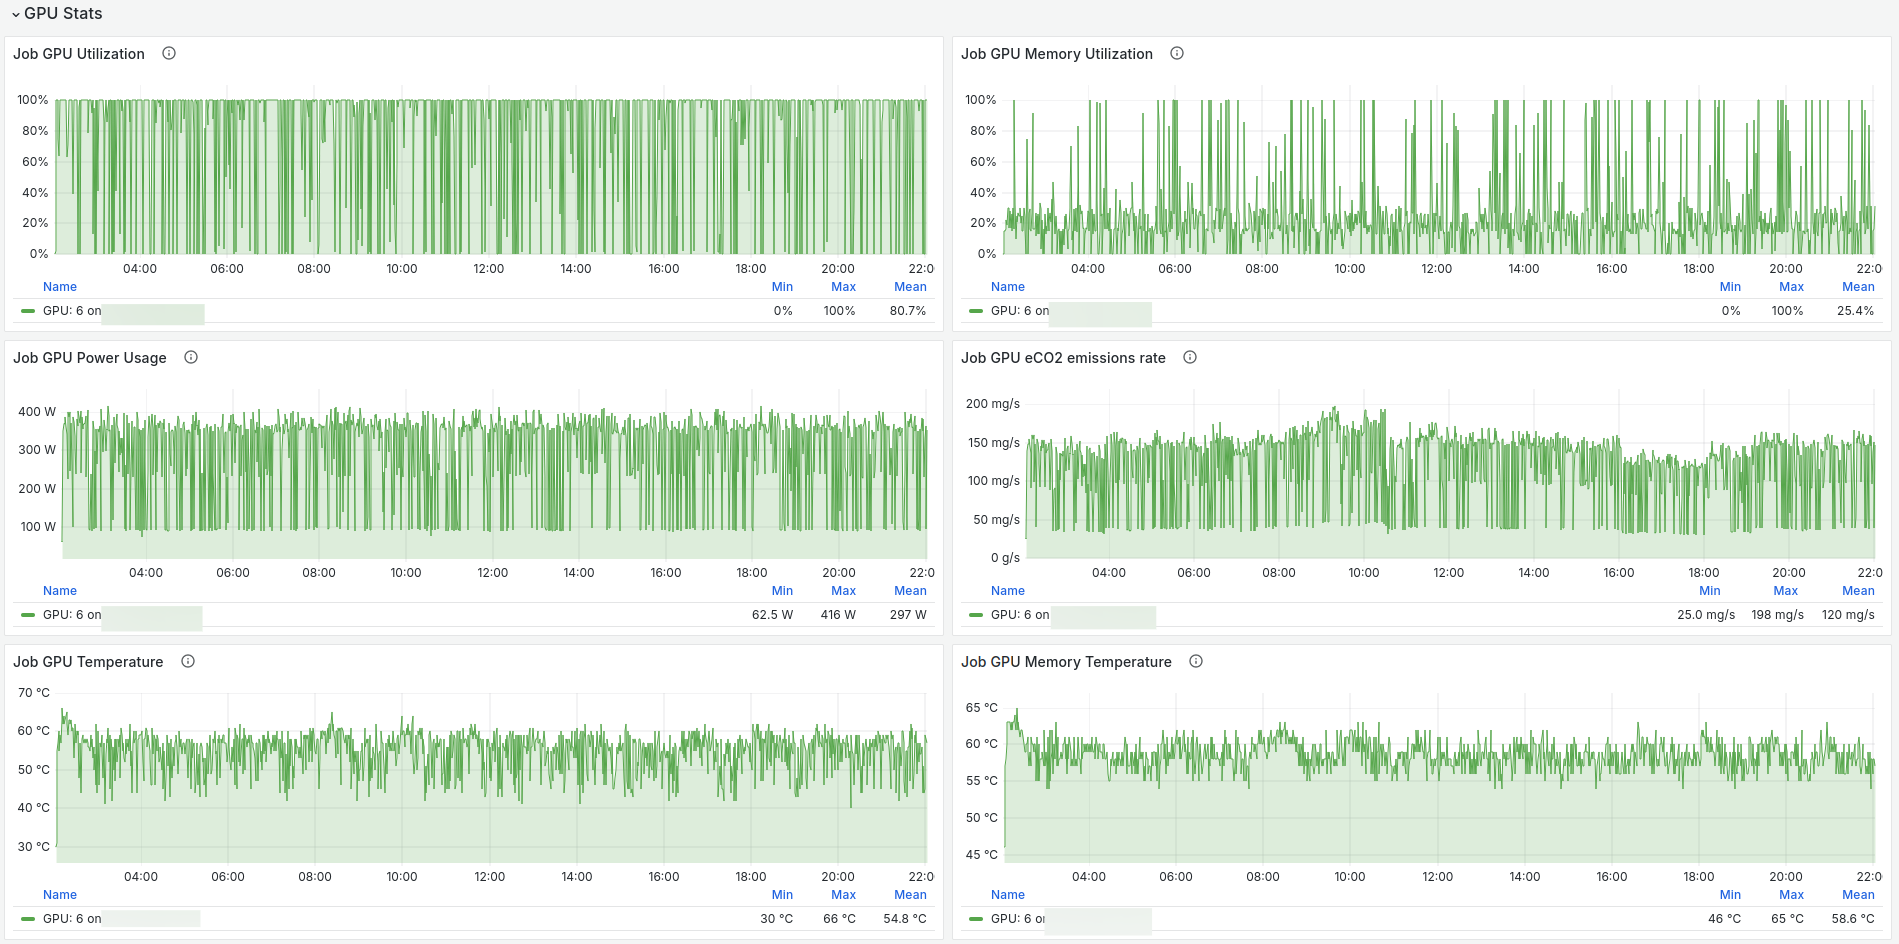 GPU Stats
Job GPU Utilization
100%
80%
60%
40%
20%
0%
04:00 06:00 08:00 10:00 12:00 14:00 16:00 18:00 20:00 22:0
Name Min Max Mean
GPU: 6 on 0% 100% 80.7%
Job GPU Memory Utilization
100%
80%
60%
40%
20%
0%
04:00 06:00 08:00 10:00 12:00 14:00 16:00 18:00 20:00 22:0
Name Min Max Mean
GPU: 6 on 0% 100% 25.4%
Job GPU Power Usage
400 W
300 W
200 W
100 W
04:00 06:00 08:00 10:00 12:00 14:00 16:00 18:00 20:00 22:0
Name Min Max Mean
GPU: 6 on 62.5 W 416 W 297 W
Job GPU eCO2 emissions rate
200 mg/s
150 mg/s
100 mg/s
50 mg/s
0 g/s
04:00 06:00 08:00 10:00 12:00 14:00 16:00 18:00 20:00 22:0
Name Min Max Mean
GPU: 6 on 25.0 mg/s 198 mg/s 120 mg/s
Job GPU Temperature
70 °C
60 °C
50 °C
40 °C
30 °C
04:00 06:00 08:00 10:00 12:00 14:00 16:00 18:00 20:00 22:0
Name Min Max Mean
GPU: 6 on 30 °C 66 °C 54.8 °C
Job GPU Memory Temperature
65 °C
60 °C
55 °C
50 °C
45 °C
04:00 06:00 08:00 10:00 12:00 14:00 16:00 18:00 20:00 22:0
Name Min Max Mean
GPU: 6 o 46 °C 65 °C 58.6 °C